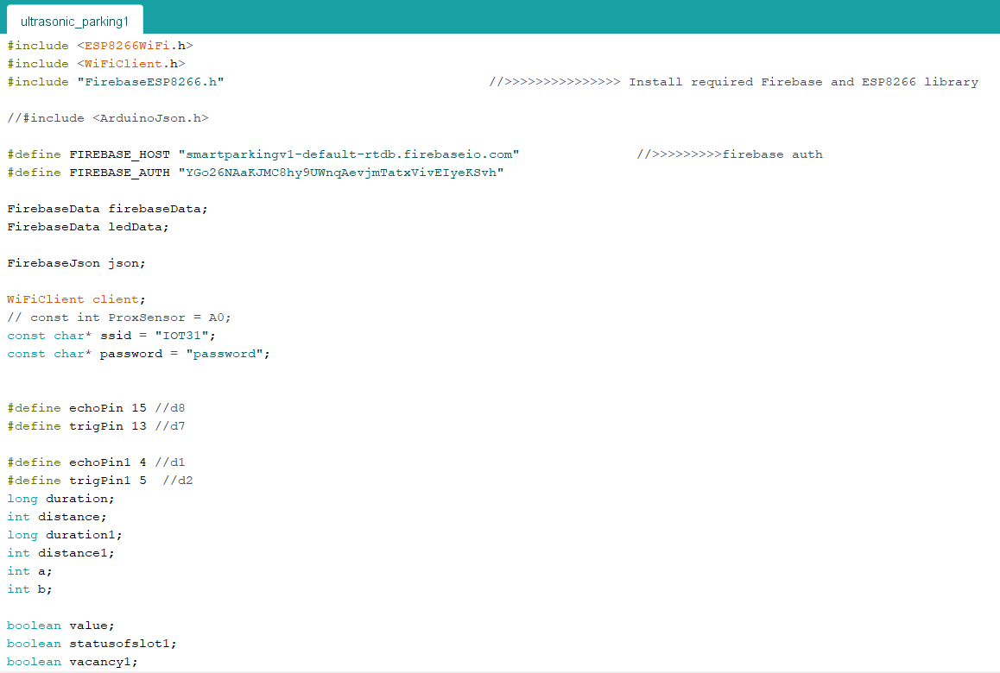 ultrasonic_parking1
#include <ESP8266WiFi.h>
#include <WiFiClient.h>
#include "FirebaseESP8266.h" //>>>>>>>>>>>>>>> Install required Firebase and ESP8266 library
//#include <ArduinoJson.h>
#define FIREBASE_HOST "smartparkingv1-default-rtdb.firebaseio.com" //>>>>>>>>>firebase auth
#define FIREBASE_AUTH "YGo26NAaKJMC8hy9UWnqAevjmTatxVivEIyeKSvh"
FirebaseData firebaseData;
FirebaseData ledData;
FirebaseJson json;
WiFiClient client;
// const int ProxSensor = A0;
const char* ssid = "IOT31";
const char* password = "password";
#define echoPin 15 //d8
#define trigPin 13 //d7
#define echoPin1 4 //d1
#define trigPin1 5 //d2
long duration;
int distance;
long duration1;
int distance1;
int a;
int b;
boolean value;
boolean statusofslot1;
boolean vacancy1;